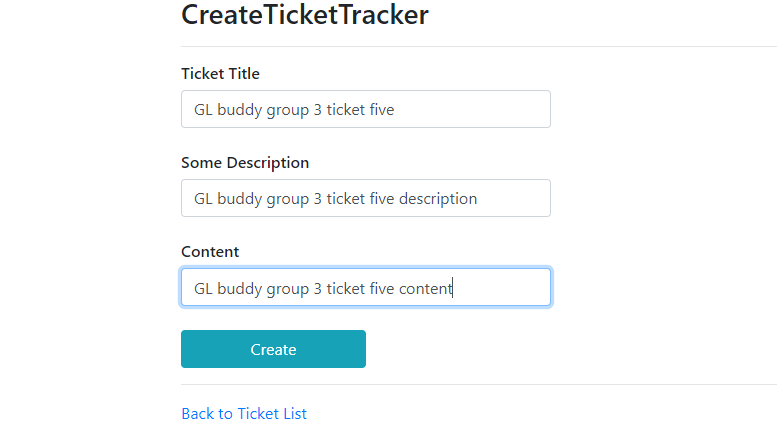 CreateTicketTracker
Ticket Title
GL buddy group 3 ticket five
Some Description
GL buddy group 3 ticket five description
Content
GL buddy group 3 ticket five content
Create
Back to Ticket List